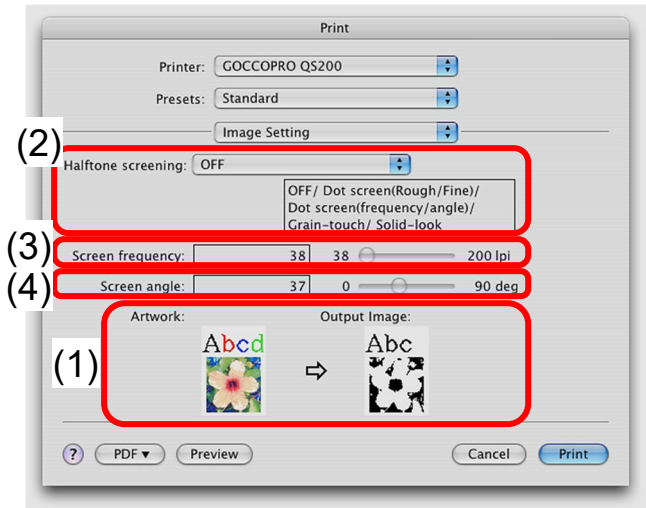 Print
Printer: GOCCOPRO QS200
Presets: Standard
Image Setting
(2)
Halftone screening: OFF
OFF/ Dot screen(Rough/Fine)/
Dot screen(frequency/angle)/
Grain-touch/ Solid-look
(3) Screen frequency: 38 38 200 lpi
(4) Screen angle: 37 0 90 deg
Artwork: Output Image:
Abcd Abc
(1)
? PDF Preview Cancel Print